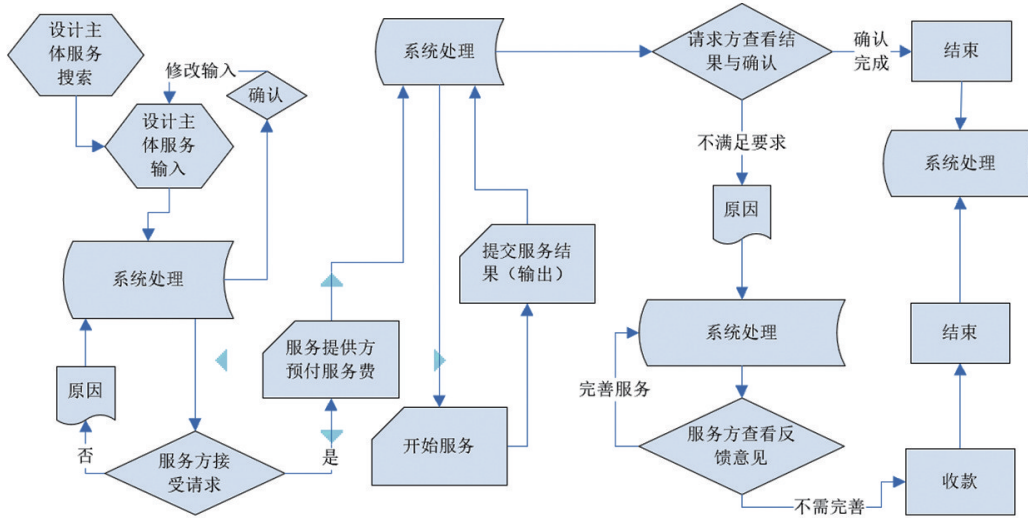 设计主
体服务
搜索
修改输入
确认
设计主
体服务
输入
系统处理
原因
否
服务方接
受请求
是
服务提供方
预付服务费
系统处理
提交服务结
果（输出）
开始服务
请求方查看结
果与确认
确认
完成
结束
系统处理
不满足要求
原因
系统处理
完善服务
服务方查看反
馈意见
不需完善
收款
结束